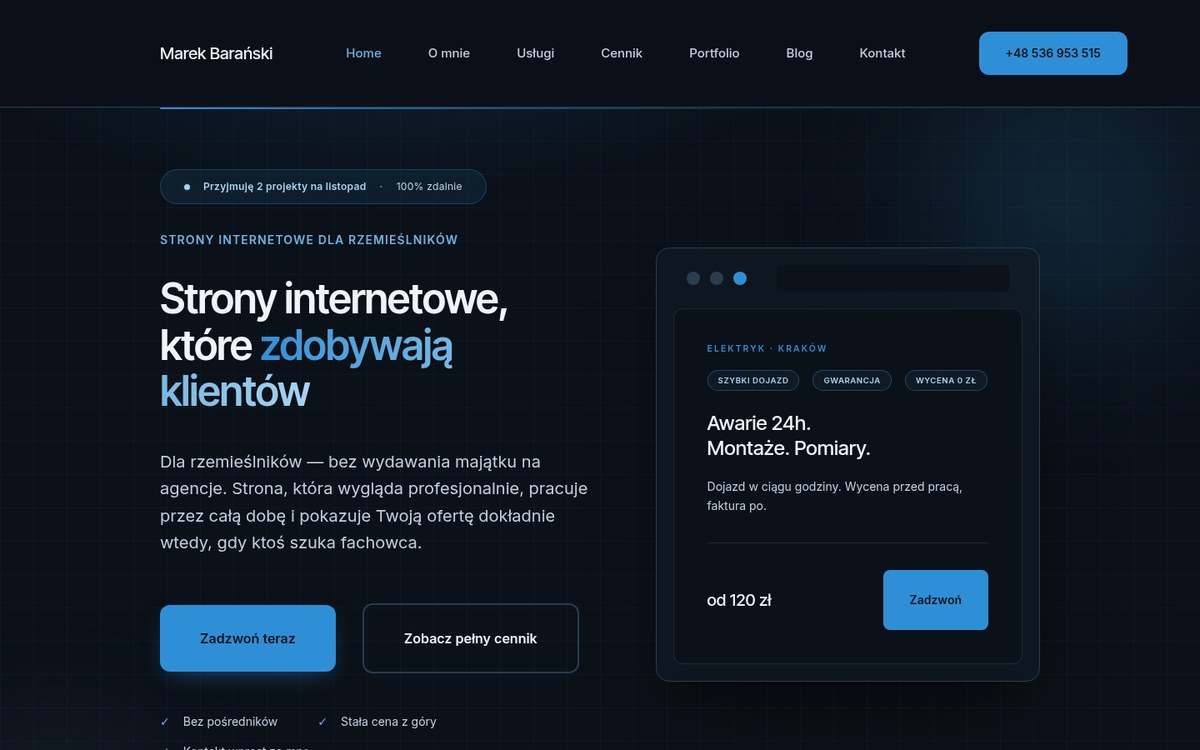 Marek Barański
Home
O mnie
Usługi
Cennik
Portfolio
Blog
Kontakt
+48 536 953 515
Przyjmuję 2 projekty na listopad · 100% zdalnie
STRONY INTERNETOWE DLA RZEMIEŚLNIKÓW
Strony internetowe,
które zdobywają
klientów
Dla rzemieślników — bez wydawania majątku na
agencje. Strona, która wygląda profesjonalnie, pracuje
przez całą dobę i pokazuje Twoją ofertę dokładnie
wtedy, gdy ktoś szuka fachowca.
Zadzwoń teraz
Zobacz pełny cennik
✓ Bez pośredników
✓ Stała cena z góry
ELEKTRYK · KRAKÓW
SZYBKI DOJAZD
GWARANCJA
WYCENA 0 ZŁ
Awarie 24h.
Montaże. Pomiary.
Dojazd w ciągu godziny. Wycena przed pracą,
faktura po.
od 120 zł
Zadzwoń